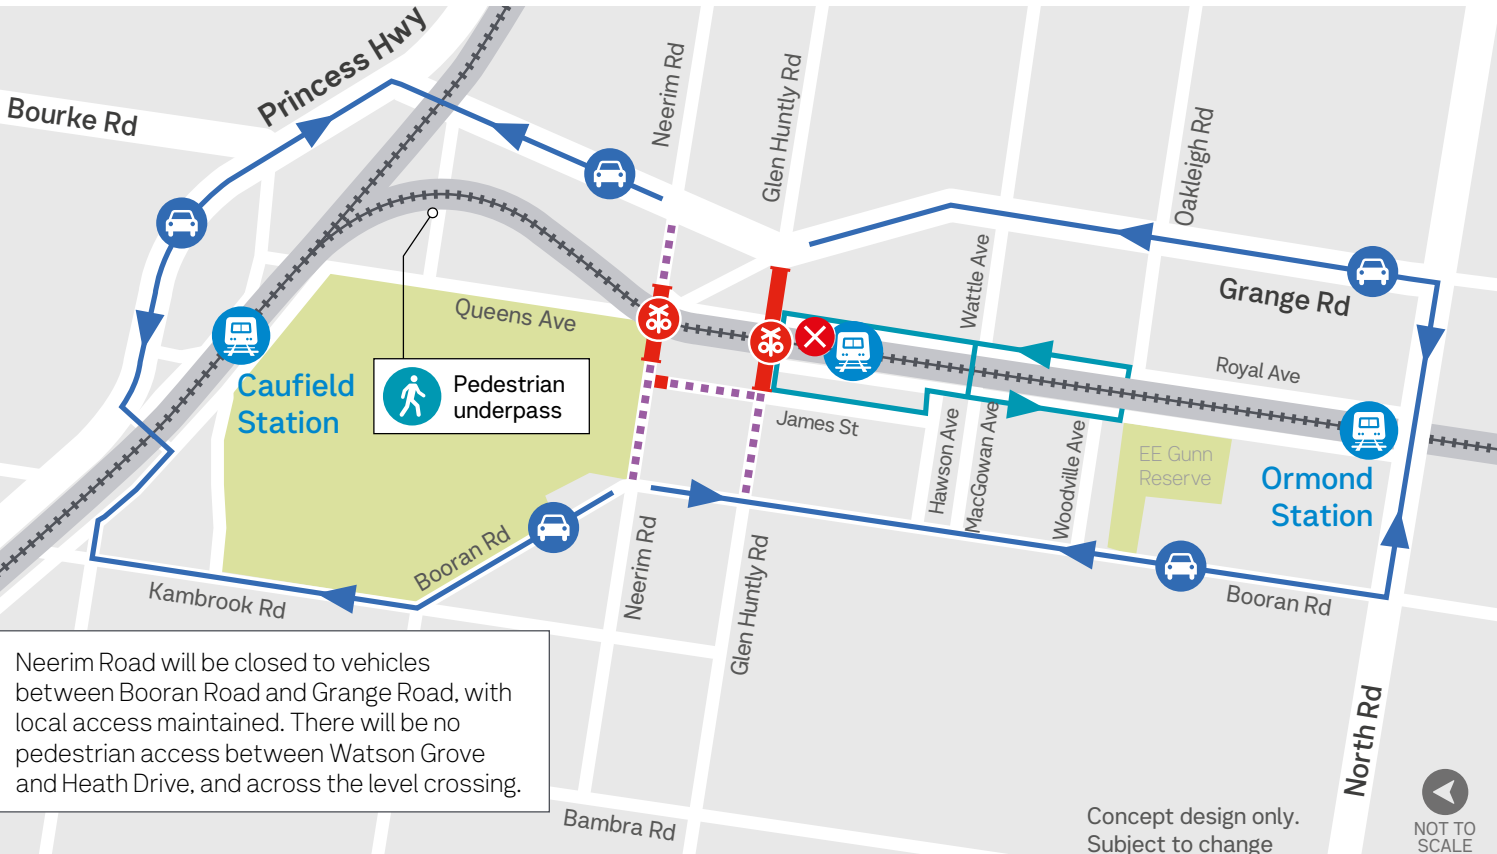 Princess Hwy
Bourke Rd
Neerim Rd
Glen Huntly Rd
Oakleigh Rd
Wattle Ave
Grange Rd
Queens Ave
Royal Ave
Caufield
Station
Pedestrian
underpass
James St
Hawson Ave
MacGowan Ave
Woodville Ave
EE Gunn
Reserve
Ormond
Station
Booran Rd
Neerim Rd
Glen Huntly Rd
Kambrook Rd
Booran Rd
North Rd
Neerim Road will be closed to vehicles
between Booran Road and Grange Road, with
local access maintained. There will be no
pedestrian access between Watson Grove
and Heath Drive, and across the level crossing.
Bambra Rd
Concept design only.
Subject to change
NOT TO
SCALE